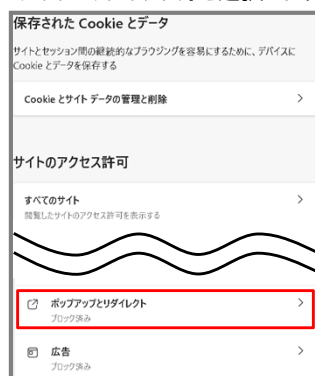 保存された Cookie とデータ
サイトとセッション間の継続的なブラウジングを容易にするために、デバイスに
Cookie とデータを保存する
Cookie とサイト データの管理と削除
サイトのアクセス許可
すべてのサイト
閲覧したサイトのアクセス許可を表示する
ポップアップとリダイレクト
ブロック済み
広告
ブロック済み